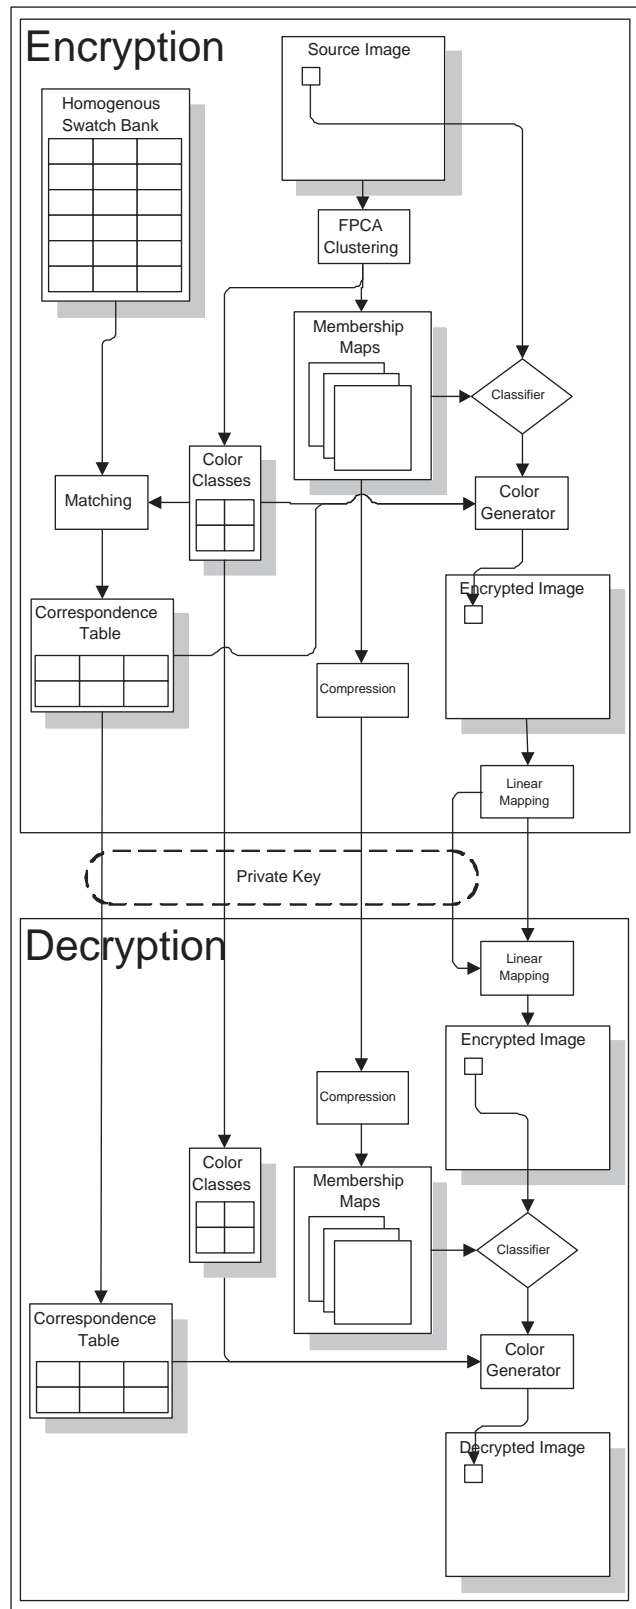 Encryption
Source Image
Homogenous
Swatch Bank
FPCA
Clustering
Membership
Maps
Classifier
Color
Classes
Matching
Color
Generator
Encrypted Image
Correspondence
Table
Compression
Linear
Mapping
Private Key
Decryption
Linear
Mapping
Encrypted Image
Compression
Color
Classes
Membership
Maps
Classifier
Correspondence
Table
Color
Generator
Decrypted Image